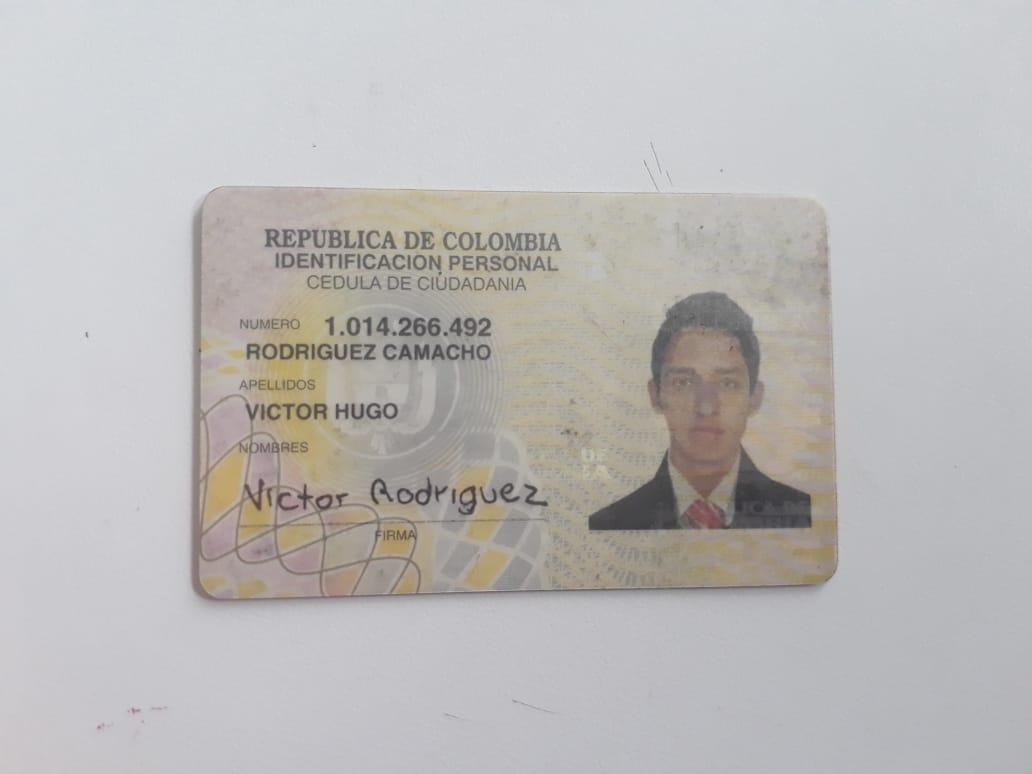 REPUBLICA DE COLOMBIA
IDENTIFICACION PERSONAL
CEDULA DE CIUDADANIA
NUMERO 1.014.266.492
RODRIGUEZ CAMACHO
APELLIDOS
VICTOR HUGO
NOMBRES
Victor Rodriguez
FIRMA